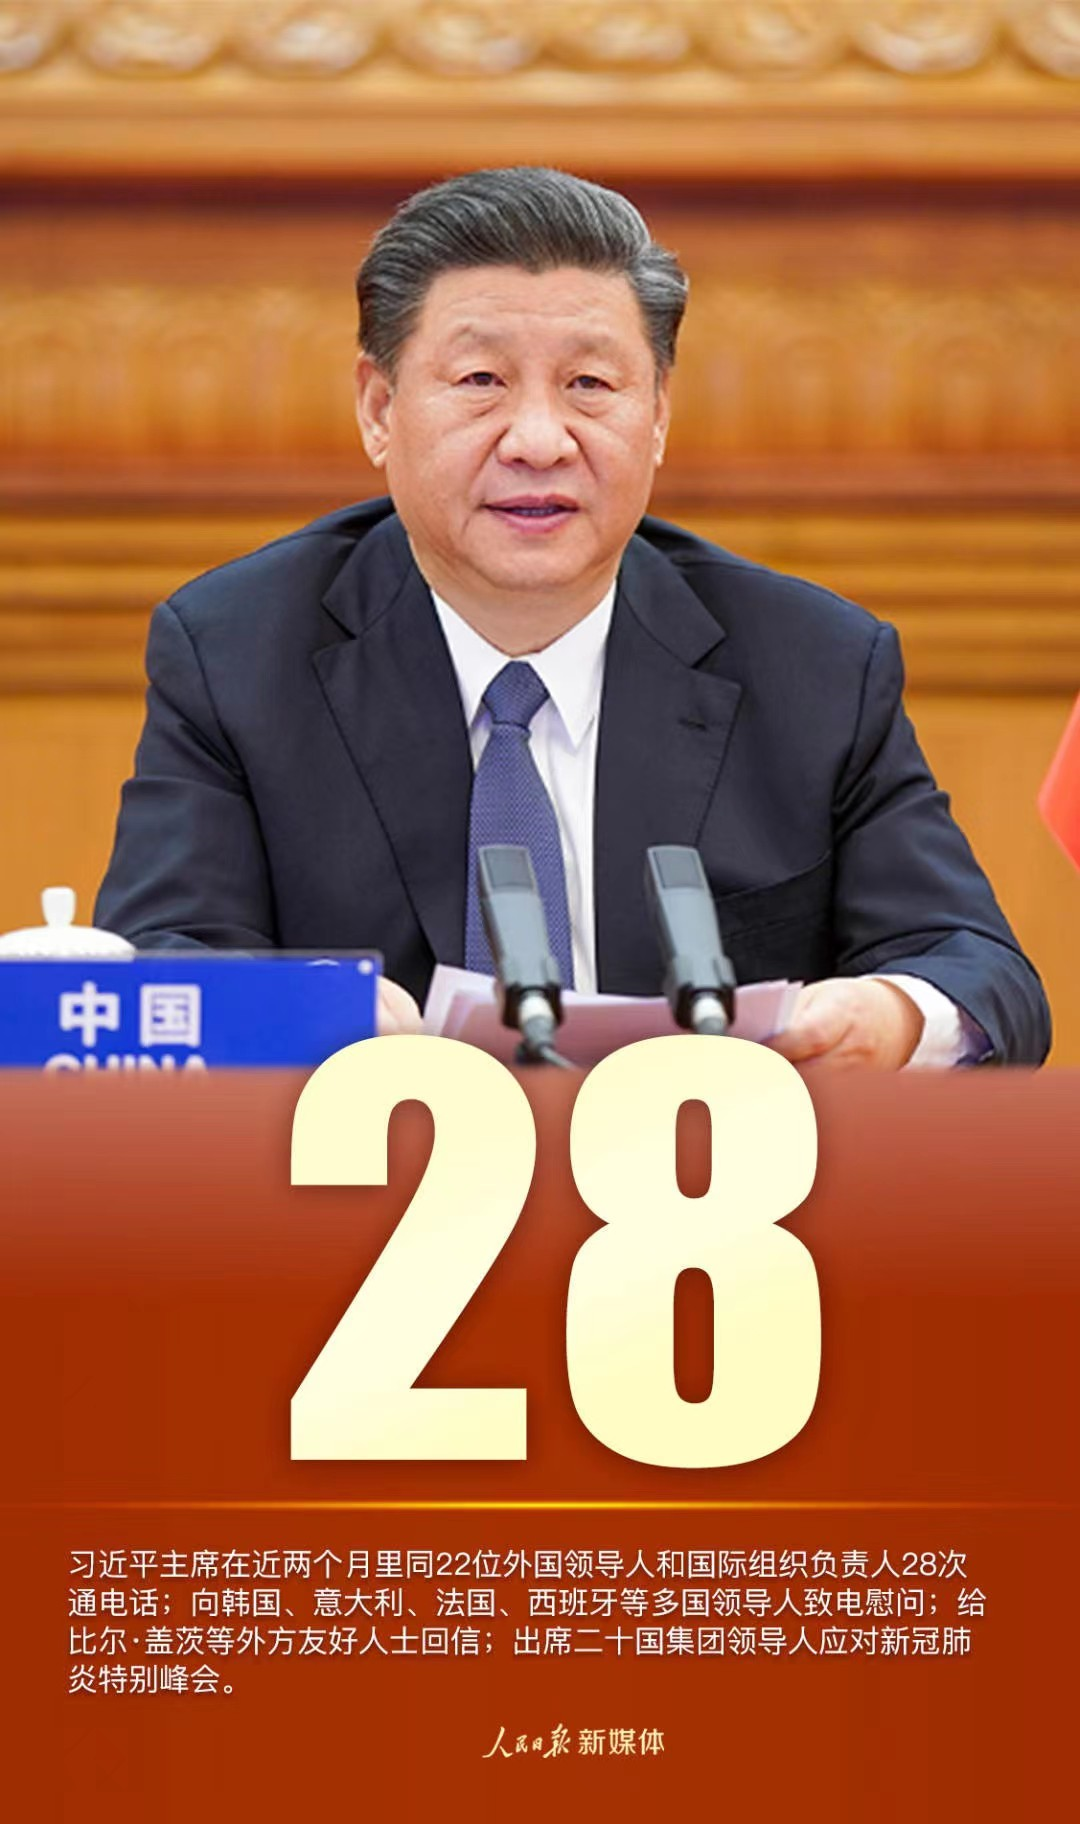 中国
CHINA
28
习近平主席在近两个月里同22位外国领导人和国际组织负责人28次
通电话；向韩国、意大利、法国、西班牙等多国领导人致电慰问；给
比尔·盖茨等外方友好人士回信；出席二十国集团领导人应对新冠肺
炎特别峰会。
人民日报 新媒体